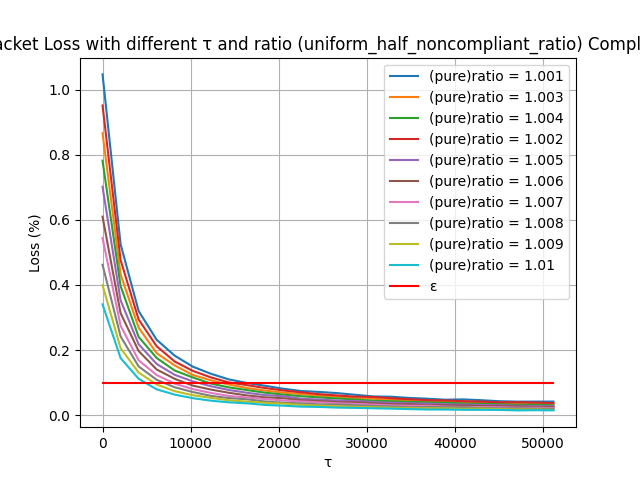 acket Loss with different τ and ratio (uniform_half_noncompliant_ratio) Compl
(pure)ratio = 1.001
(pure)ratio = 1.003
(pure)ratio = 1.004
(pure)ratio = 1.002
(pure)ratio = 1.005
(pure)ratio = 1.006
(pure)ratio = 1.007
(pure)ratio = 1.008
(pure)ratio = 1.009
(pure)ratio = 1.01
ε
Loss (%)
1.0
0.8
0.6
0.4
0.2
0.0
0
10000
20000
30000
40000
50000
τ